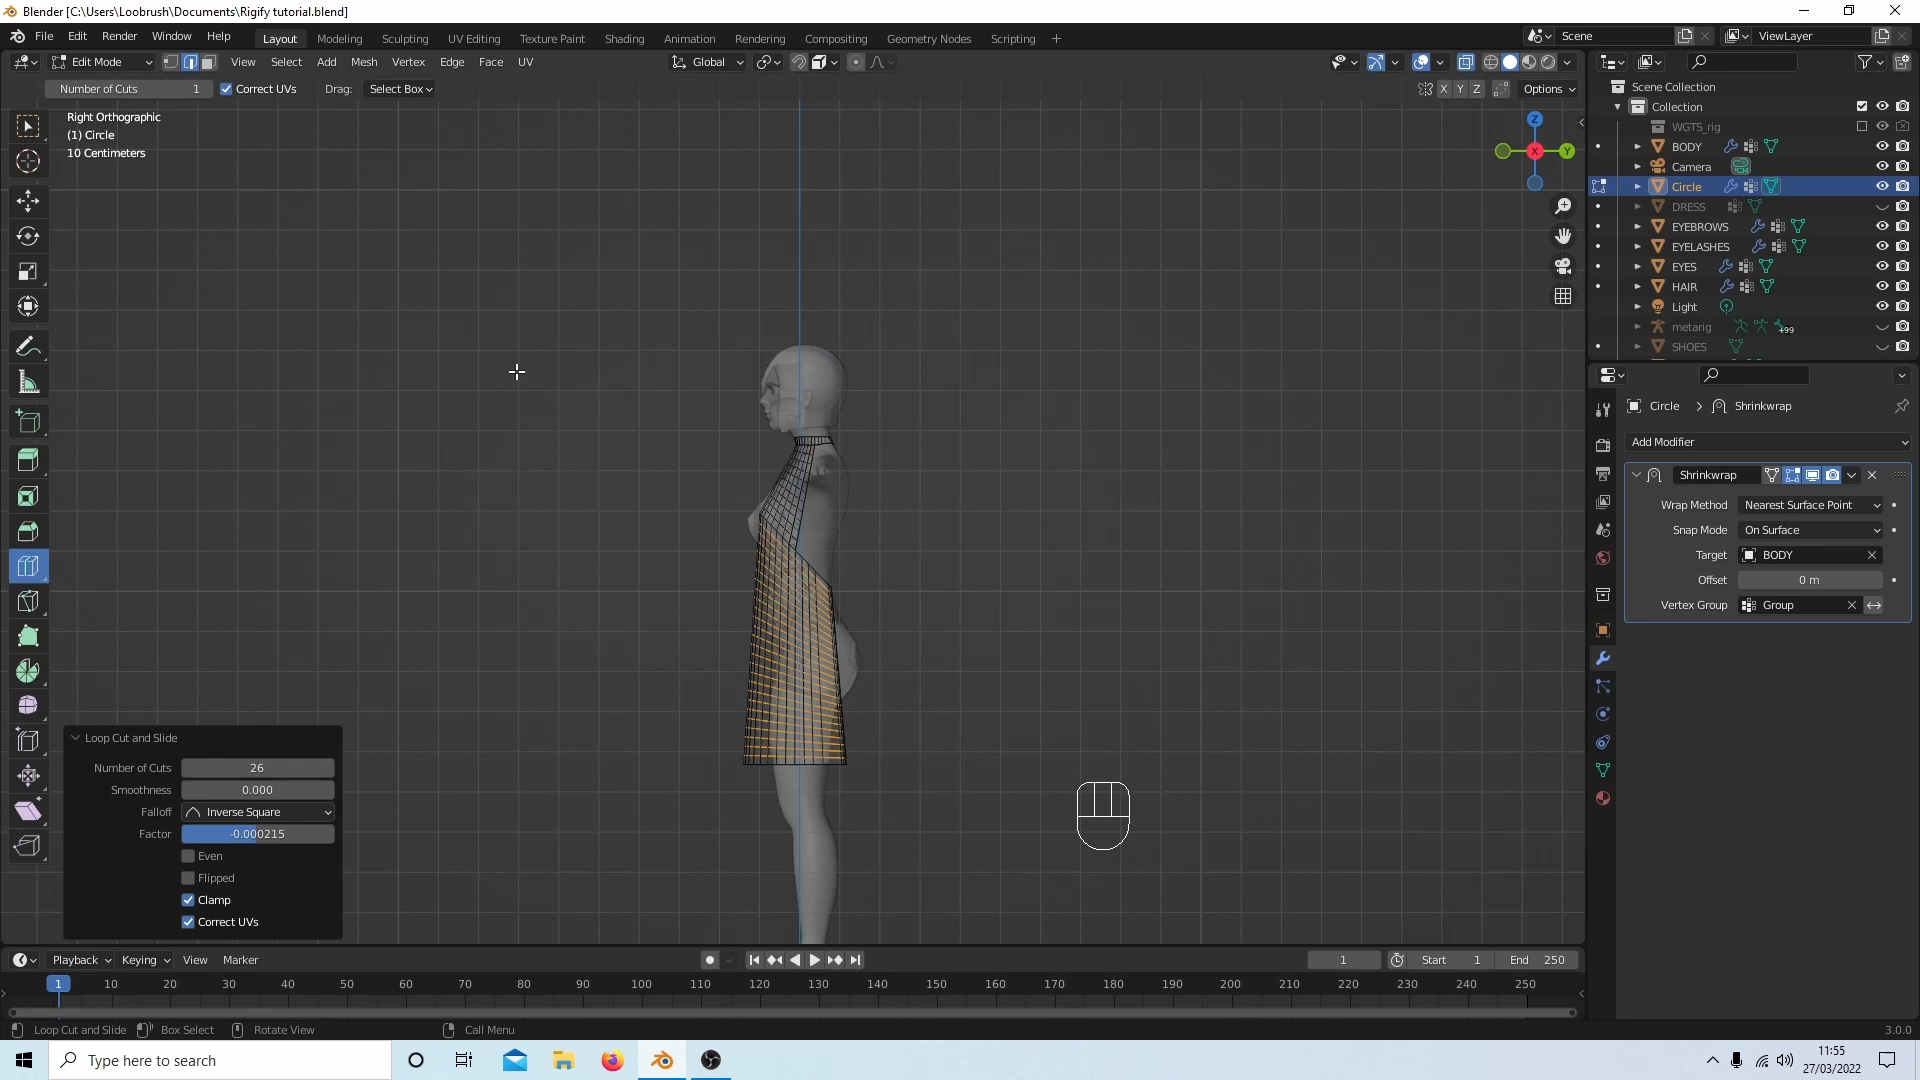 Blender [C:\Users\Loobrush\Documents\Rigify tutorial.blend]
File Edit Render Window Help Layout Modeling Sculpting UV Editing Texture Paint Shading Animation Rendering Compositing Geometry Nodes Scripting + Scene ViewLayer
Edit Mode View Select Add Mesh Vertex Edge Face UV Global
Number of Cuts 1 Correct UVs Drag: Select Box X Y Z Options
Right Orthographic
(1) Circle
10 Centimeters
Z
X
Y
Scene Collection
Collection
WGTS_rig
BODY
Camera
Circle
DRESS
EYEBROWS
EYELASHES
EYES
HAIR
Light
metarig +99
SHOES
Circle > Shrinkwrap
Add Modifier
Shrinkwrap
Wrap Method Nearest Surface Point
Snap Mode On Surface
Target BODY
Offset 0 m
Vertex Group Group
Loop Cut and Slide
Number of Cuts 26
Smoothness 0.000
Falloff Inverse Square
Factor -0.000215
Even
Flipped
Clamp
Correct UVs
Playback Keying View Marker 1 Start 1 End 250
1 10 20 30 40 50 60 70 80 90 100 110 120 130 140 150 160 170 180 190 200 210 220 230 240 250
Loop Cut and Slide Box Select Rotate View Call Menu 3.0.0
Type here to search
11:55
27/03/2022